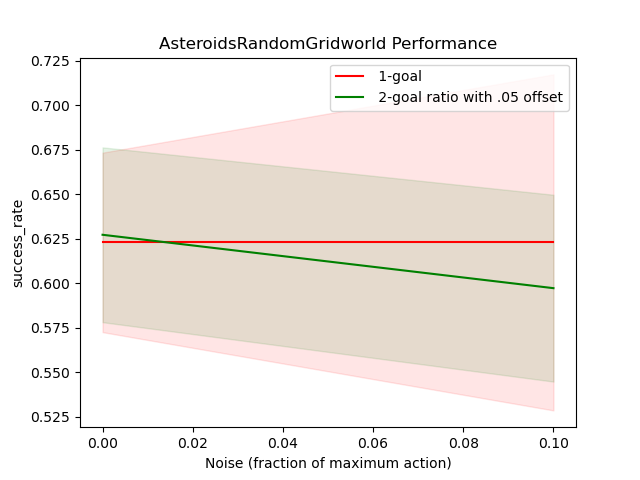 AsteroidsRandomGridworld Performance
1-goal
2-goal ratio with .05 offset
success_rate
0.725
0.700
0.675
0.650
0.625
0.600
0.575
0.550
0.525
0.00 0.02 0.04 0.06 0.08 0.10
Noise (fraction of maximum action)